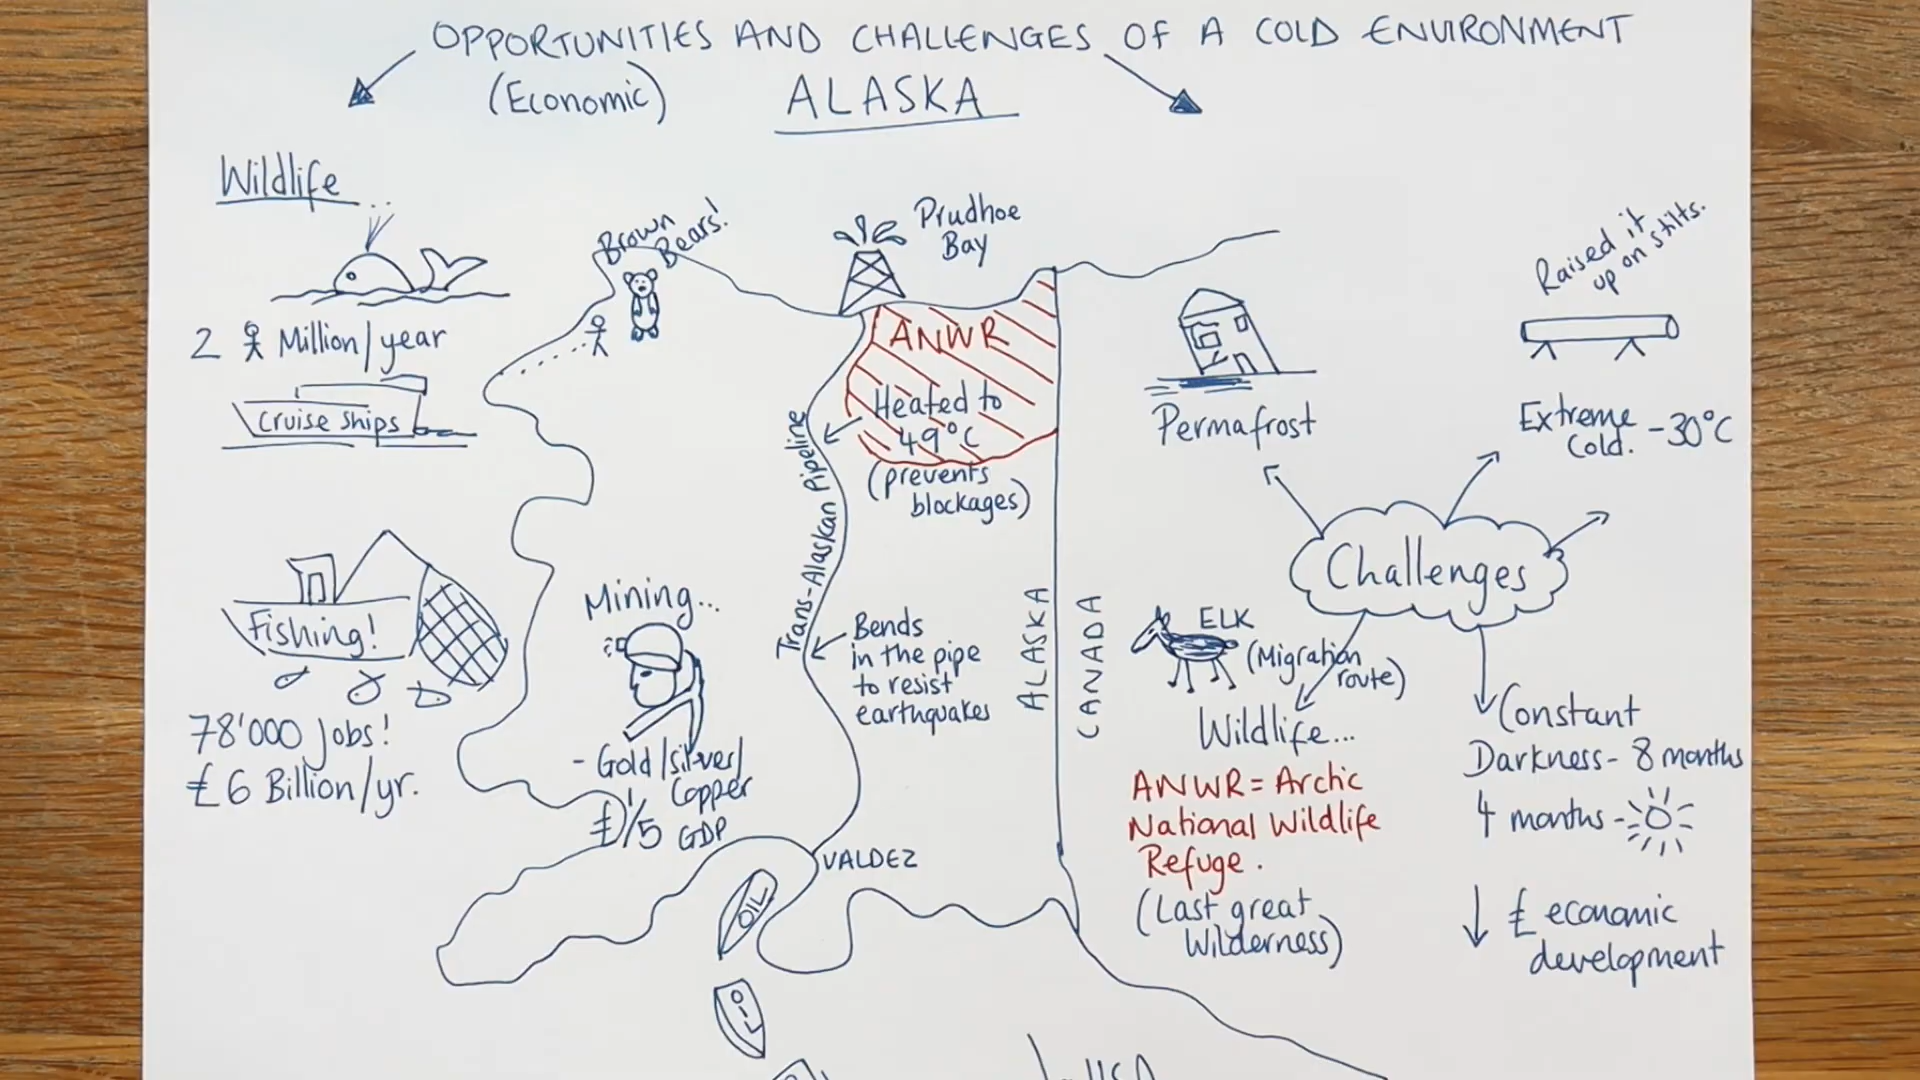 OPPORTUNITIES AND CHALLENGES OF A COLD ENVIRONMENT
(Economic)
ALASKA
Wildlife...
2 Million/year
Cruise ships
Fishing!
78'000 Jobs!
£6 Billion/yr.
Brown
Bears!
Mining...
- Gold/silver/
Copper
£ 1/5 GDP
Prudhoe
Bay
ANWR
Heated to
49°C
(prevents
blockages)
Trans-Alaskan Pipeline
Bends
in the pipe
to resist
earthquakes
VALDEZ
OIL
OIL
ALASKA
CANADA
Permafrost
Raised it
up on stilts.
Extreme
Cold. -30°C
Challenges
ELK
(Migration
route)
Wildlife...
ANWR = Arctic
National Wildlife
Refuge.
(Last great
Wilderness)
Constant
Darkness - 8 months
4 months -
↓ £ economic
development